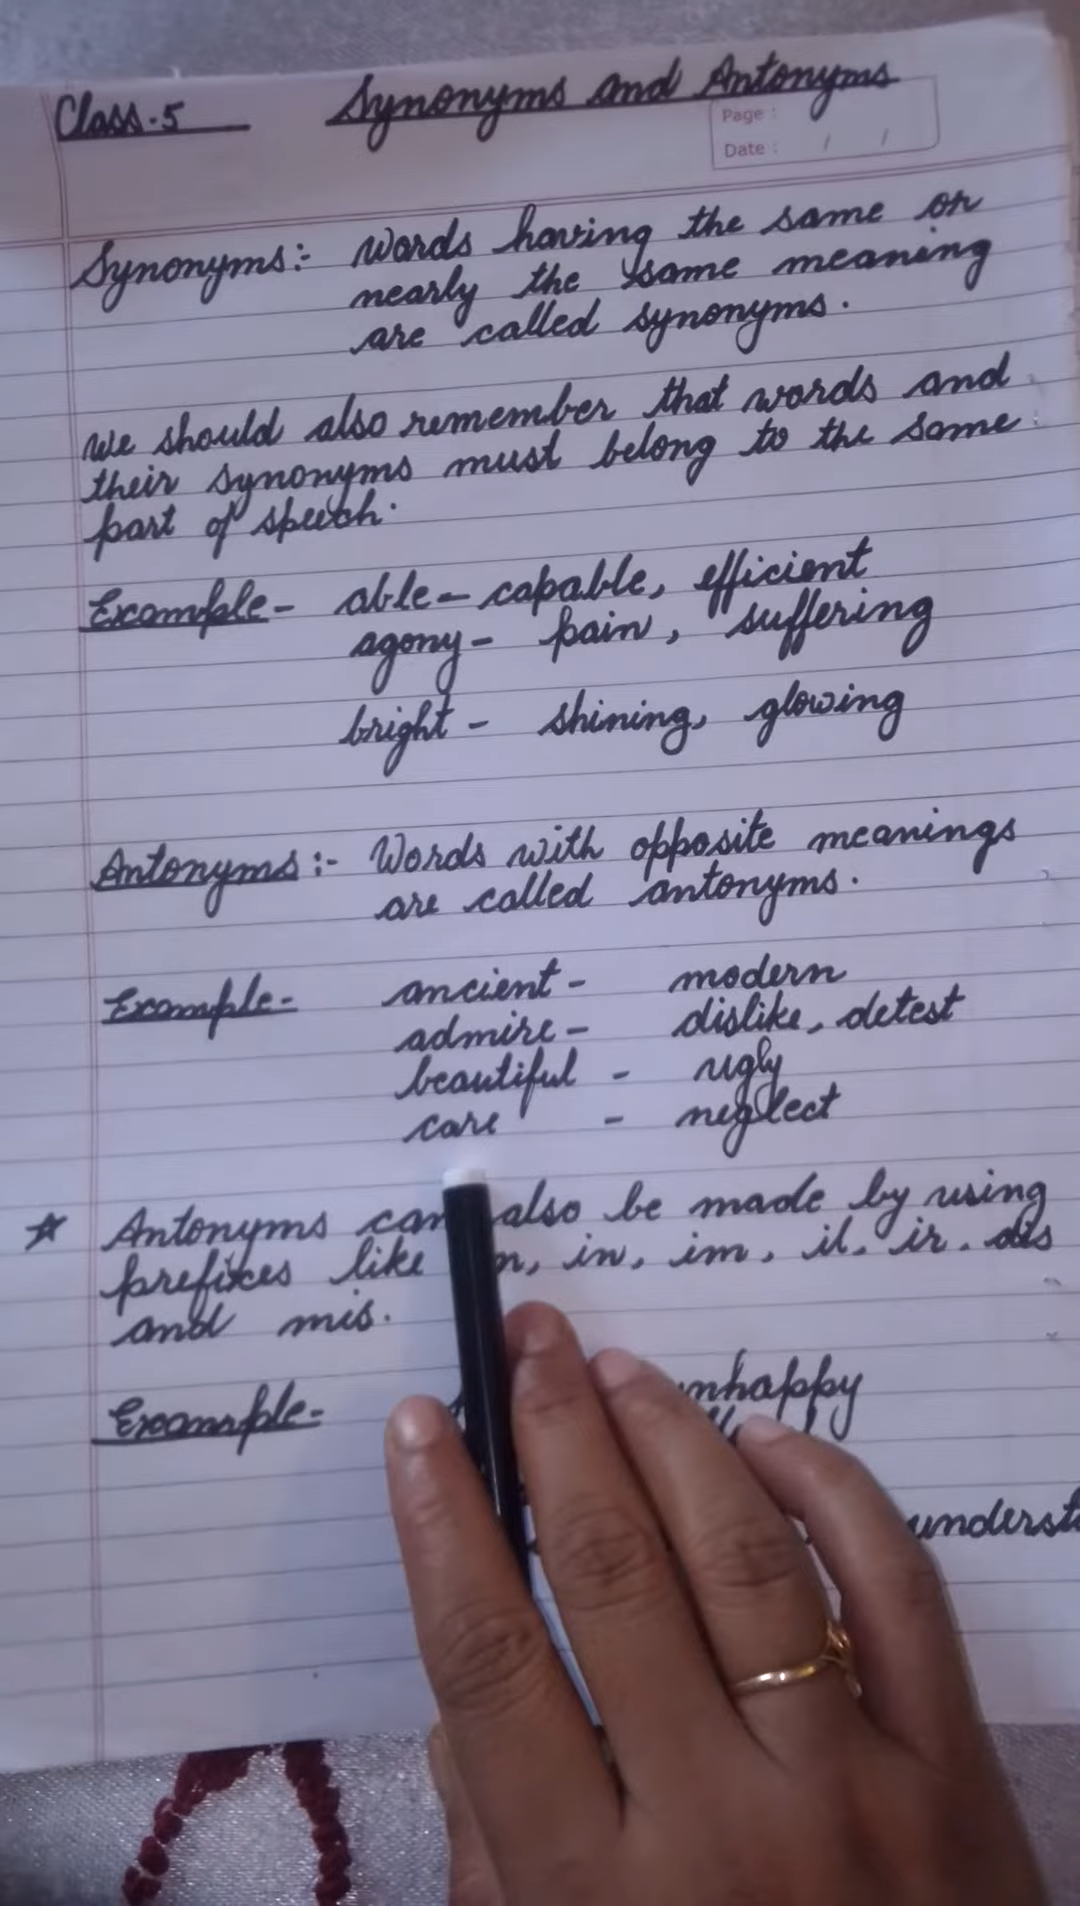 Class-5 Synonyms and Antonyms
Page :
Date : / /
Synonyms:- Words having the same or
nearly the same meaning
are called synonyms.
We should also remember that words and
their synonyms must belong to the same
part of speech.
Example- able- capable, efficient
agony- pain, suffering
bright- shining, glowing
Antonyms:- Words with opposite meanings
are called antonyms.
Example- ancient- modern
admire- dislike, detest
beautiful - ugly
care - neglect
☆ Antonyms can also be made by using
prefixes like in, im, il, ir, dis
and mis.
Example- unhappy